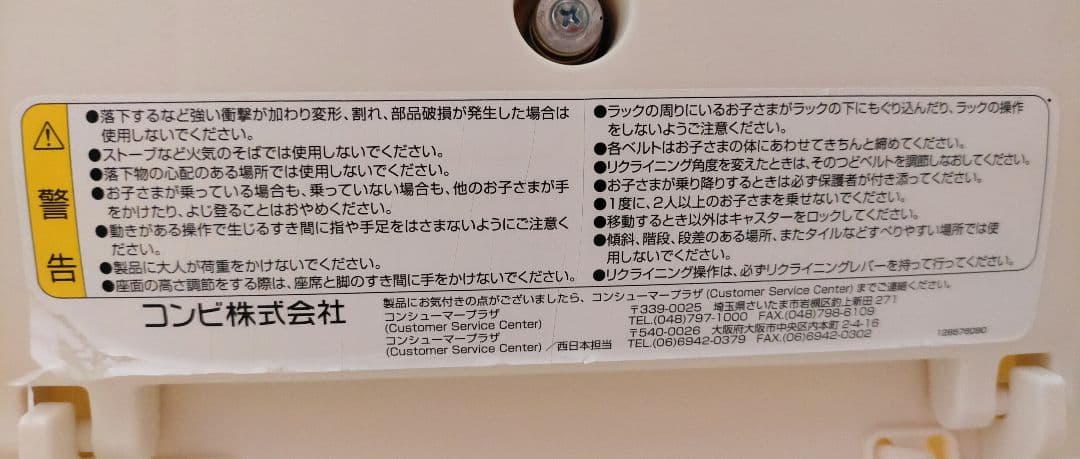 警告
●落下するなど強い衝撃が加わり変形、割れ、部品破損が発生した場合は
使用しないでください。
●ストーブなど火気のそばでは使用しないでください。
●落下物の心配のある場所では使用しないでください。
●お子さまが乗っている場合も、乗っていない場合も、他のお子さまが手
をかけたり、よじ登ることはおやめください。
●動きがある操作で生じるすき間に指や手足をはさまないようにご注意く
ださい。
●製品に大人が荷重をかけないでください。
●座面の高さ調節をする際は、座席と脚のすき間に手をかけないでください。
●ラックの周りにいるお子さまがラックの下にもぐり込んだり、ラックの操作
をしないようご注意ください。
●各ベルトはお子さまの体にあわせてきちんと締めてください。
●リクライニング角度を変えたときは、そのつどベルトを調節しなおしてください。
●お子さまが乗り降りするときは必ず保護者が付き添ってください。
●1度に、2人以上のお子さまを乗せないでください。
●移動するとき以外はキャスターをロックしてください。
●傾斜、階段、段差のある場所、またタイルなどすべりやすい場所では使
用しないでください。
●リクライニング操作は、必ずリクライニングレバーを持って行ってください。
コンビ株式会社
製品にお気付きの点がございましたら、コンシューマープラザ(Customer Service Center)までご連絡ください。
コンシューマープラザ
(Customer Service Center)
〒339-0025 埼玉県さいたま市岩槻区釣上新田271
TEL.(048)797-1000 FAX.(048)798-6109
コンシューマープラザ
(Customer Service Center)／西日本担当
〒540-0026 大阪府大阪市中央区内本町2-4-16
TEL.(06)6942-0379 FAX.(06)6942-0302
128576090